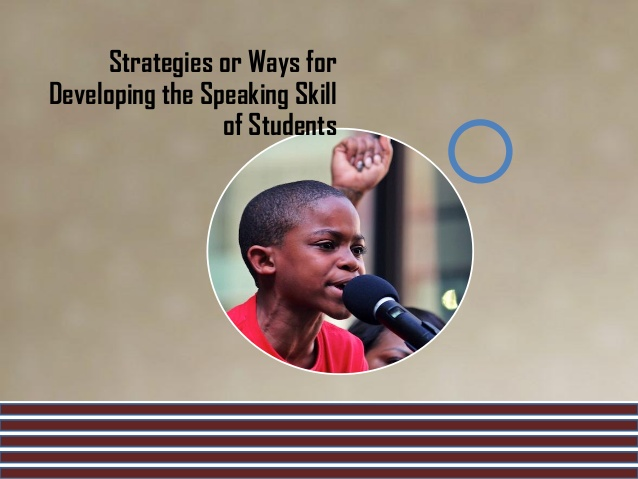 Strategies or Ways for
Developing the Speaking Skill
of Students